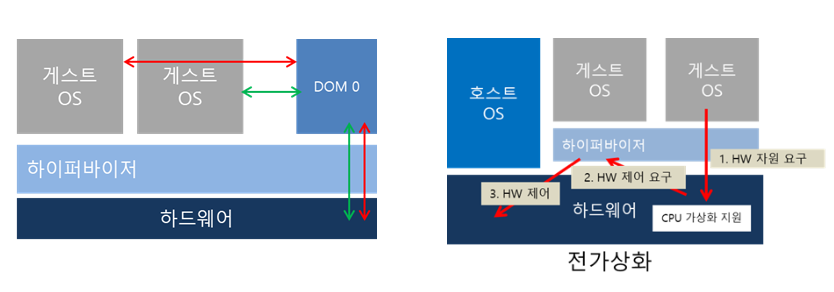 게스트
OS
게스트
OS
DOM 0
하이퍼바이저
하드웨어
호스트
OS
게스트
OS
게스트
OS
하이퍼바이저
1. HW 자원 요구
2. HW 제어 요구
3. HW 제어
하드웨어
CPU 가상화 지원
전가상화